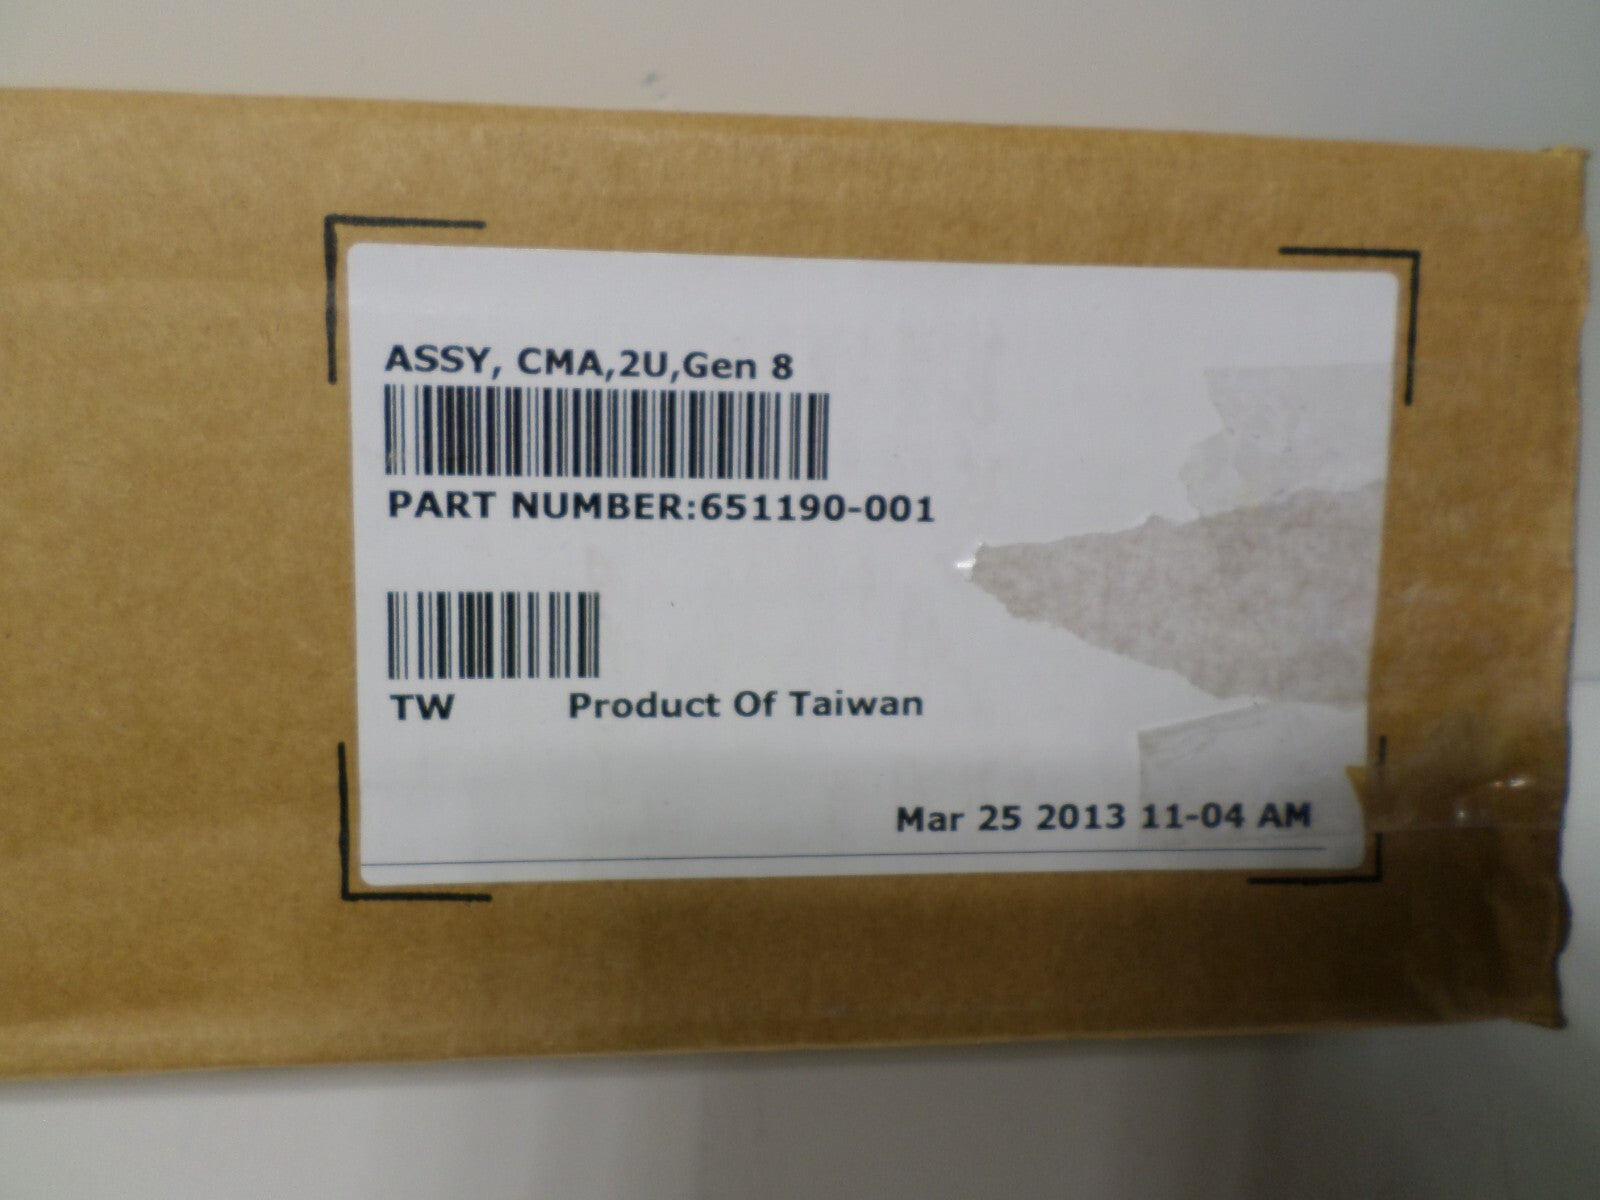 ASSY, CMA,2U,Gen 8
PART NUMBER:651190-001
TW Product Of Taiwan
Mar 25 2013 11-04 AM